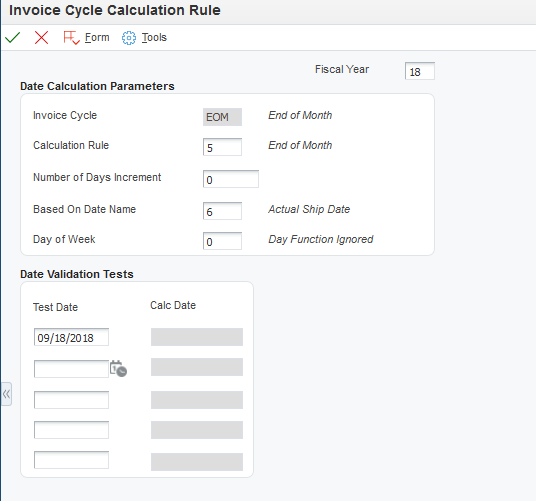 Invoice Cycle Calculation Rule
Form Tools
Fiscal Year 18
Date Calculation Parameters
Invoice Cycle EOM End of Month
Calculation Rule 5 End of Month
Number of Days Increment 0
Based On Date Name 6 Actual Ship Date
Day of Week 0 Day Function Ignored
Date Validation Tests
Test Date Calc Date
09/18/2018